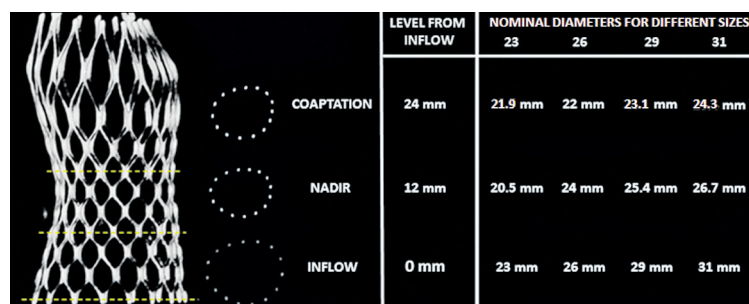 LEVEL FROM INFLOW
NOMINAL DIAMETERS FOR DIFFERENT SIZES
23 26 29 31
COAPTATION 24 mm 21.9 mm 22 mm 23.1 mm 24.3 mm
NADIR 12 mm 20.5 mm 24 mm 25.4 mm 26.7 mm
INFLOW 0 mm 23 mm 26 mm 29 mm 31 mm